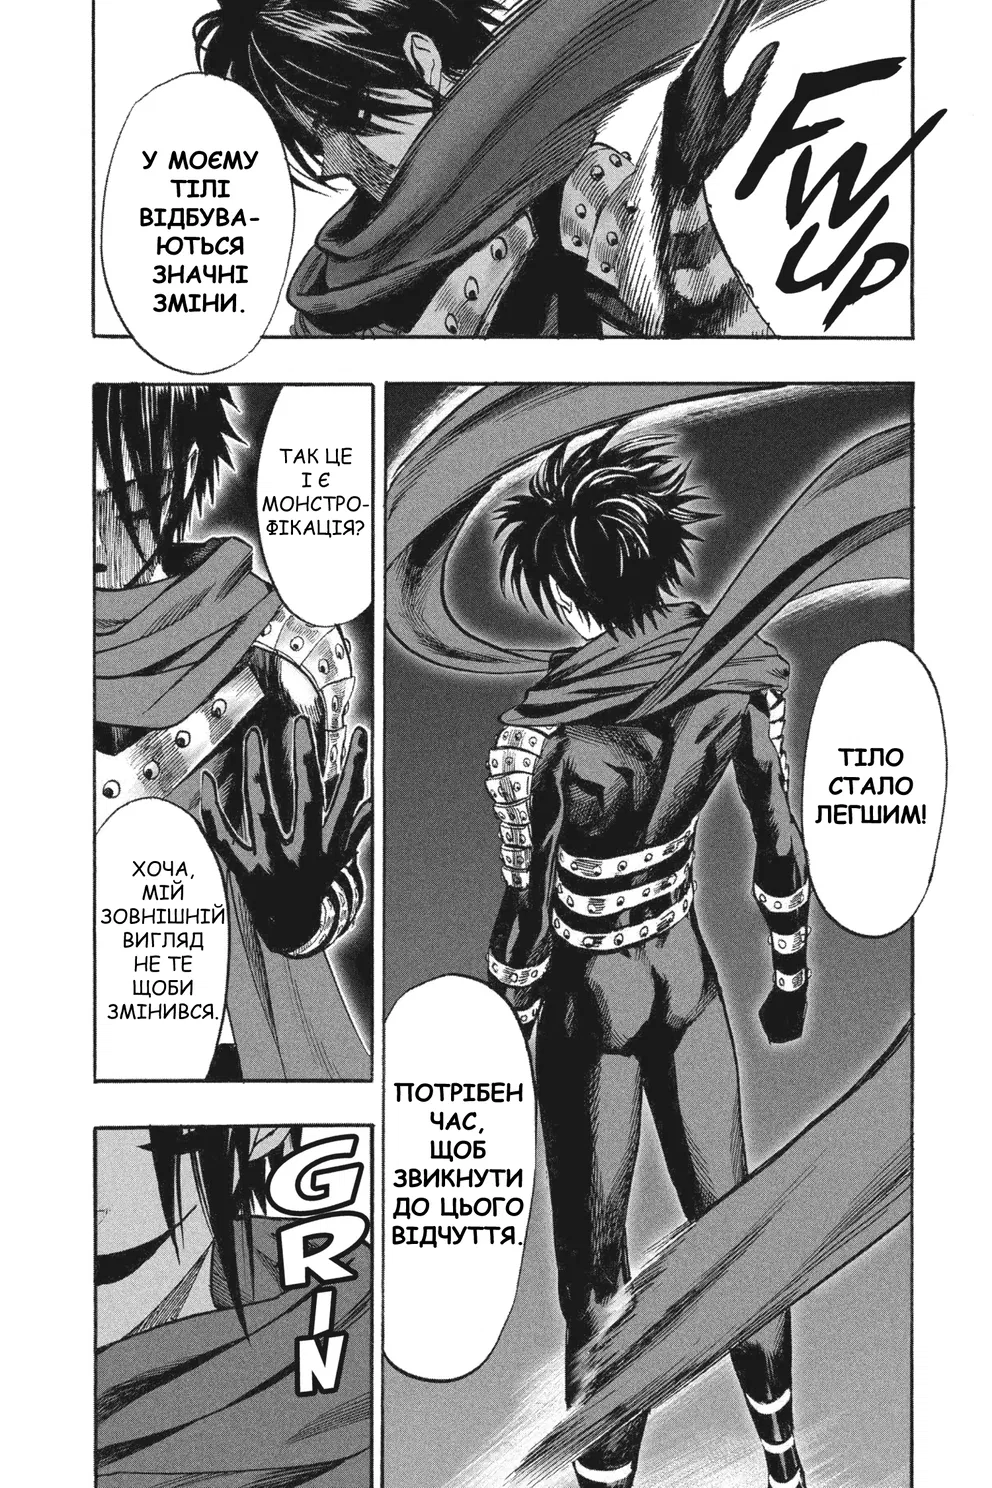 У МОЄМУ
ТІЛІ
ВІДБУВА-
ЮТЬСЯ
ЗНАЧНІ
ЗМІНИ.
FWUP
ТАК ЦЕ
І Є
МОНСТРО-
ФІКАЦІЯ?
ХОЧА,
МІЙ
ЗОВНІШНІЙ
ВИГЛЯД
НЕ ТЕ
ЩОБИ
ЗМІНИВСЯ.
ТІЛО
СТАЛО
ЛЕГШИМ!
ПОТРІБЕН
ЧАС,
ЩОБ
ЗВИКНУТИ
ДО ЦЬОГО
ВІДЧУТТЯ.
GRIN